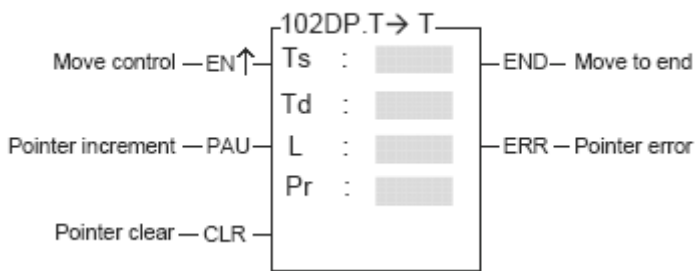 102DP.T→ T
Move control EN↑ Ts : END Move to end
Td :
Pointer increment PAU L : ERR Pointer error
Pr :
Pointer clear CLR